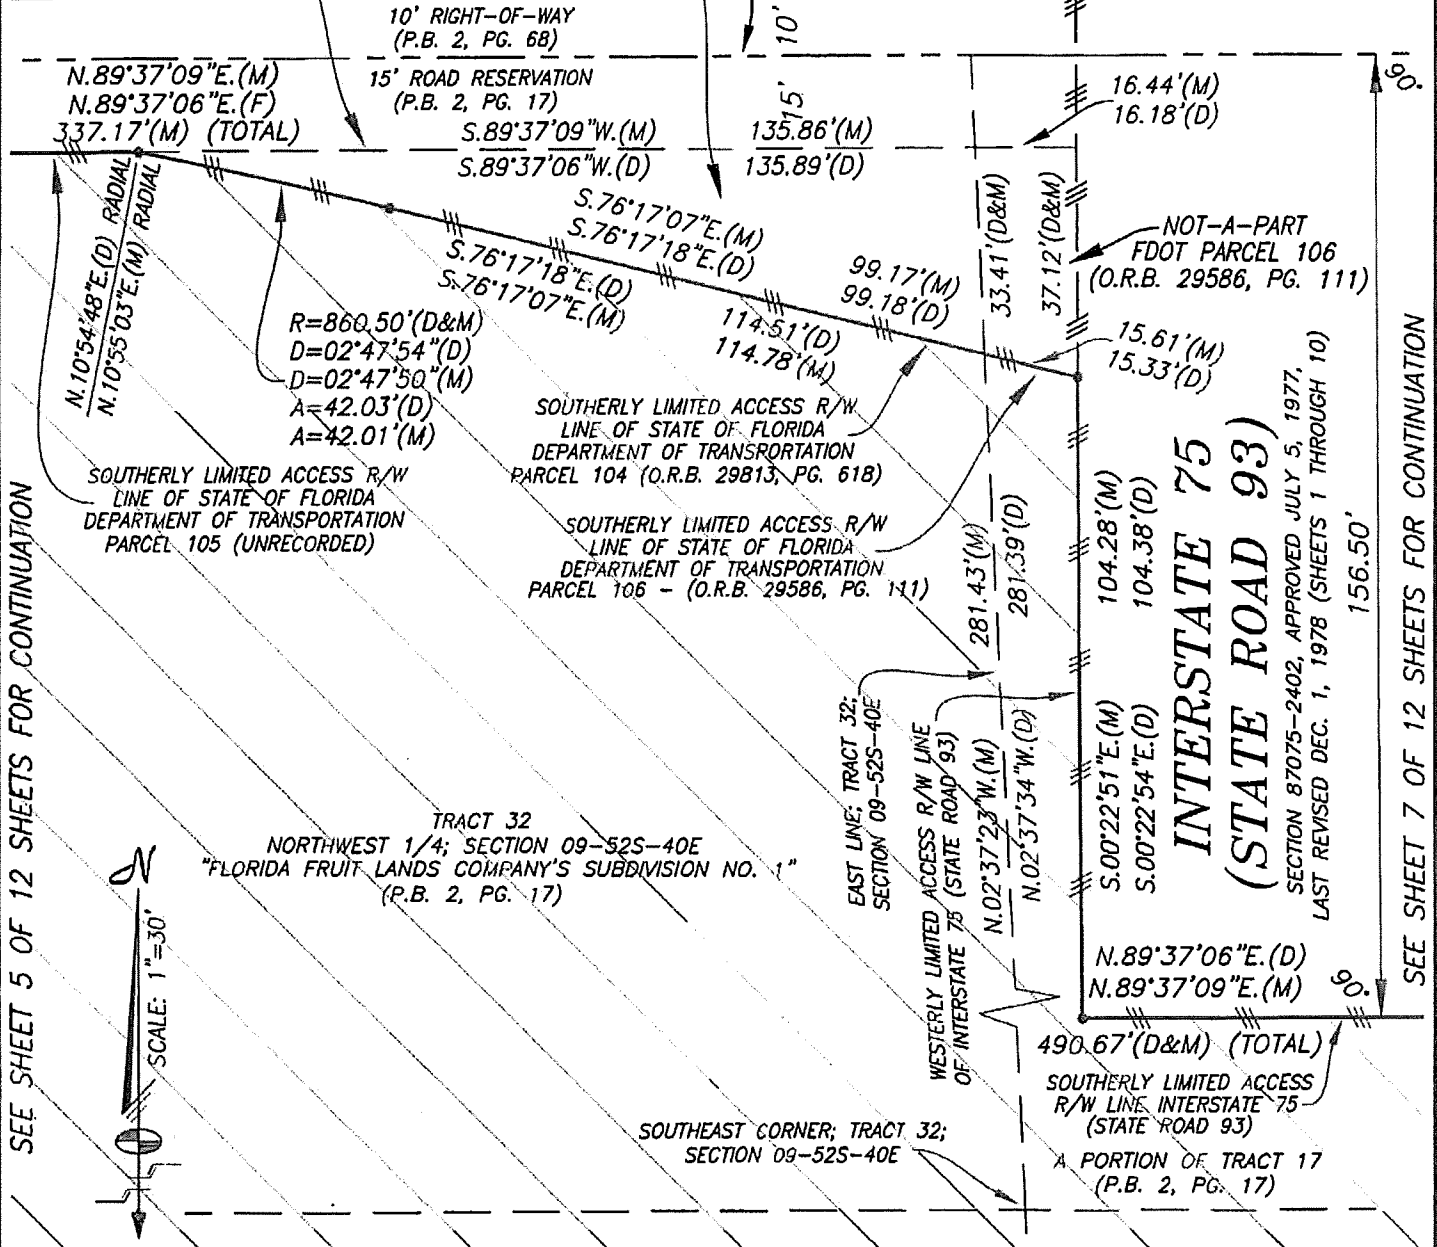 10' RIGHT-OF-WAY
(P.B. 2, PG. 68)
10'
15'
90°
N.89°37'09"E.(M)
N.89°37'06"E.(F)
337.17'(M) (TOTAL)
15' ROAD RESERVATION
(P.B. 2, PG. 17)
S.89°37'09"W.(M)
S.89°37'06"W.(D)
135.86'(M)
135.89'(D)
16.44'(M)
16.18'(D)
N.10°54'48"E.(D) RADIAL
N.10°55'03"E.(M) RADIAL
S.76°17'07"E.(M)
S.76°17'18"E.(D)
S.76°17'18"E.(D)
S.76°17'07"E.(M)
99.17'(M)
99.18'(D)
114.51'(D)
114.78'(M)
33.41'(D&M)
37.12'(D&M)
NOT-A-PART
FDOT PARCEL 106
(O.R.B. 29586, PG. 111)
15.61'(M)
15.33'(D)
R=860.50'(D&M)
D=02°47'54"(D)
D=02°47'50"(M)
A=42.03'(D)
A=42.01'(M)
SOUTHERLY LIMITED ACCESS R/W
LINE OF STATE OF FLORIDA
DEPARTMENT OF TRANSPORTATION
PARCEL 105 (UNRECORDED)
SOUTHERLY LIMITED ACCESS R/W
LINE OF STATE OF FLORIDA
DEPARTMENT OF TRANSPORTATION
PARCEL 104 (O.R.B. 29813, PG. 618)
SOUTHERLY LIMITED ACCESS R/W
LINE OF STATE OF FLORIDA
DEPARTMENT OF TRANSPORTATION
PARCEL 106 - (O.R.B. 29586, PG. 111)
281.43'(M)
281.39'(D)
104.28'(M)
104.38'(D)
INTERSTATE 75
(STATE ROAD 93)
SECTION 87075-2402, APPROVED JULY 5, 1977,
LAST REVISED DEC. 1, 1978 (SHEETS 1 THROUGH 10)
156.50'
SEE SHEET 7 OF 12 SHEETS FOR CONTINUATION
SEE SHEET 5 OF 12 SHEETS FOR CONTINUATION
EAST LINE; TRACT 32;
SECTION 09-52S-40E
WESTERLY LIMITED ACCESS R/W LINE
OF INTERSTATE 75 (STATE ROAD 93)
N.02°37'23"W.(M)
N.02°37'34"W.(D)
S.00°22'51"E.(M)
S.00°22'54"E.(D)
TRACT 32
NORTHWEST 1/4; SECTION 09-52S-40E
"FLORIDA FRUIT LANDS COMPANY'S SUBDIVISION NO. 1"
(P.B. 2, PG. 17)
N
SCALE: 1"=30'
N.89°37'06"E.(D)
N.89°37'09"E.(M)
90°
490.67'(D&M) (TOTAL)
SOUTHERLY LIMITED ACCESS
R/W LINE INTERSTATE 75
(STATE ROAD 93)
SOUTHEAST CORNER; TRACT 32;
SECTION 09-52S-40E
A PORTION OF TRACT 17
(P.B. 2, PG. 17)